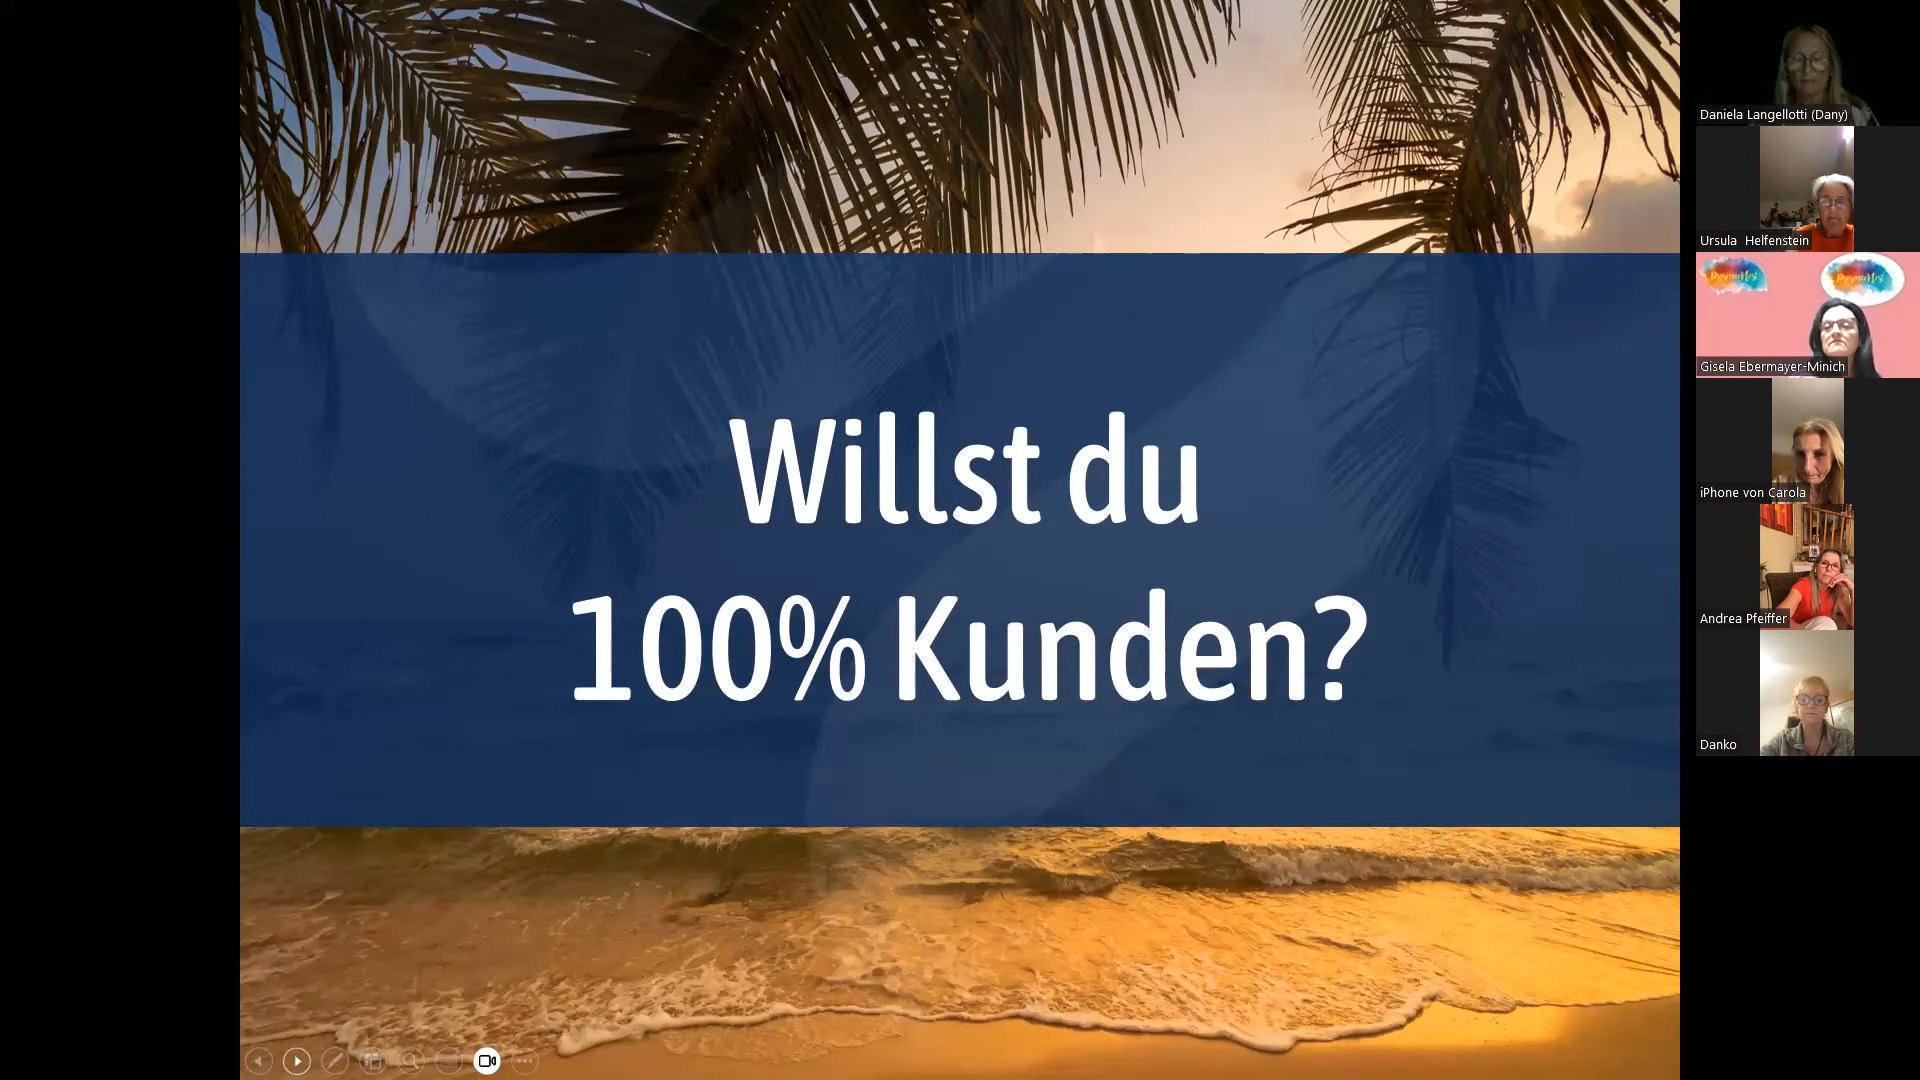 Willst du
100% Kunden?
Daniela Langellotti (Dany)
Ursula Helfenstein
Gisela Ebermayer-Minich
iPhone von Carola
Andrea Pfeiffer
Danko